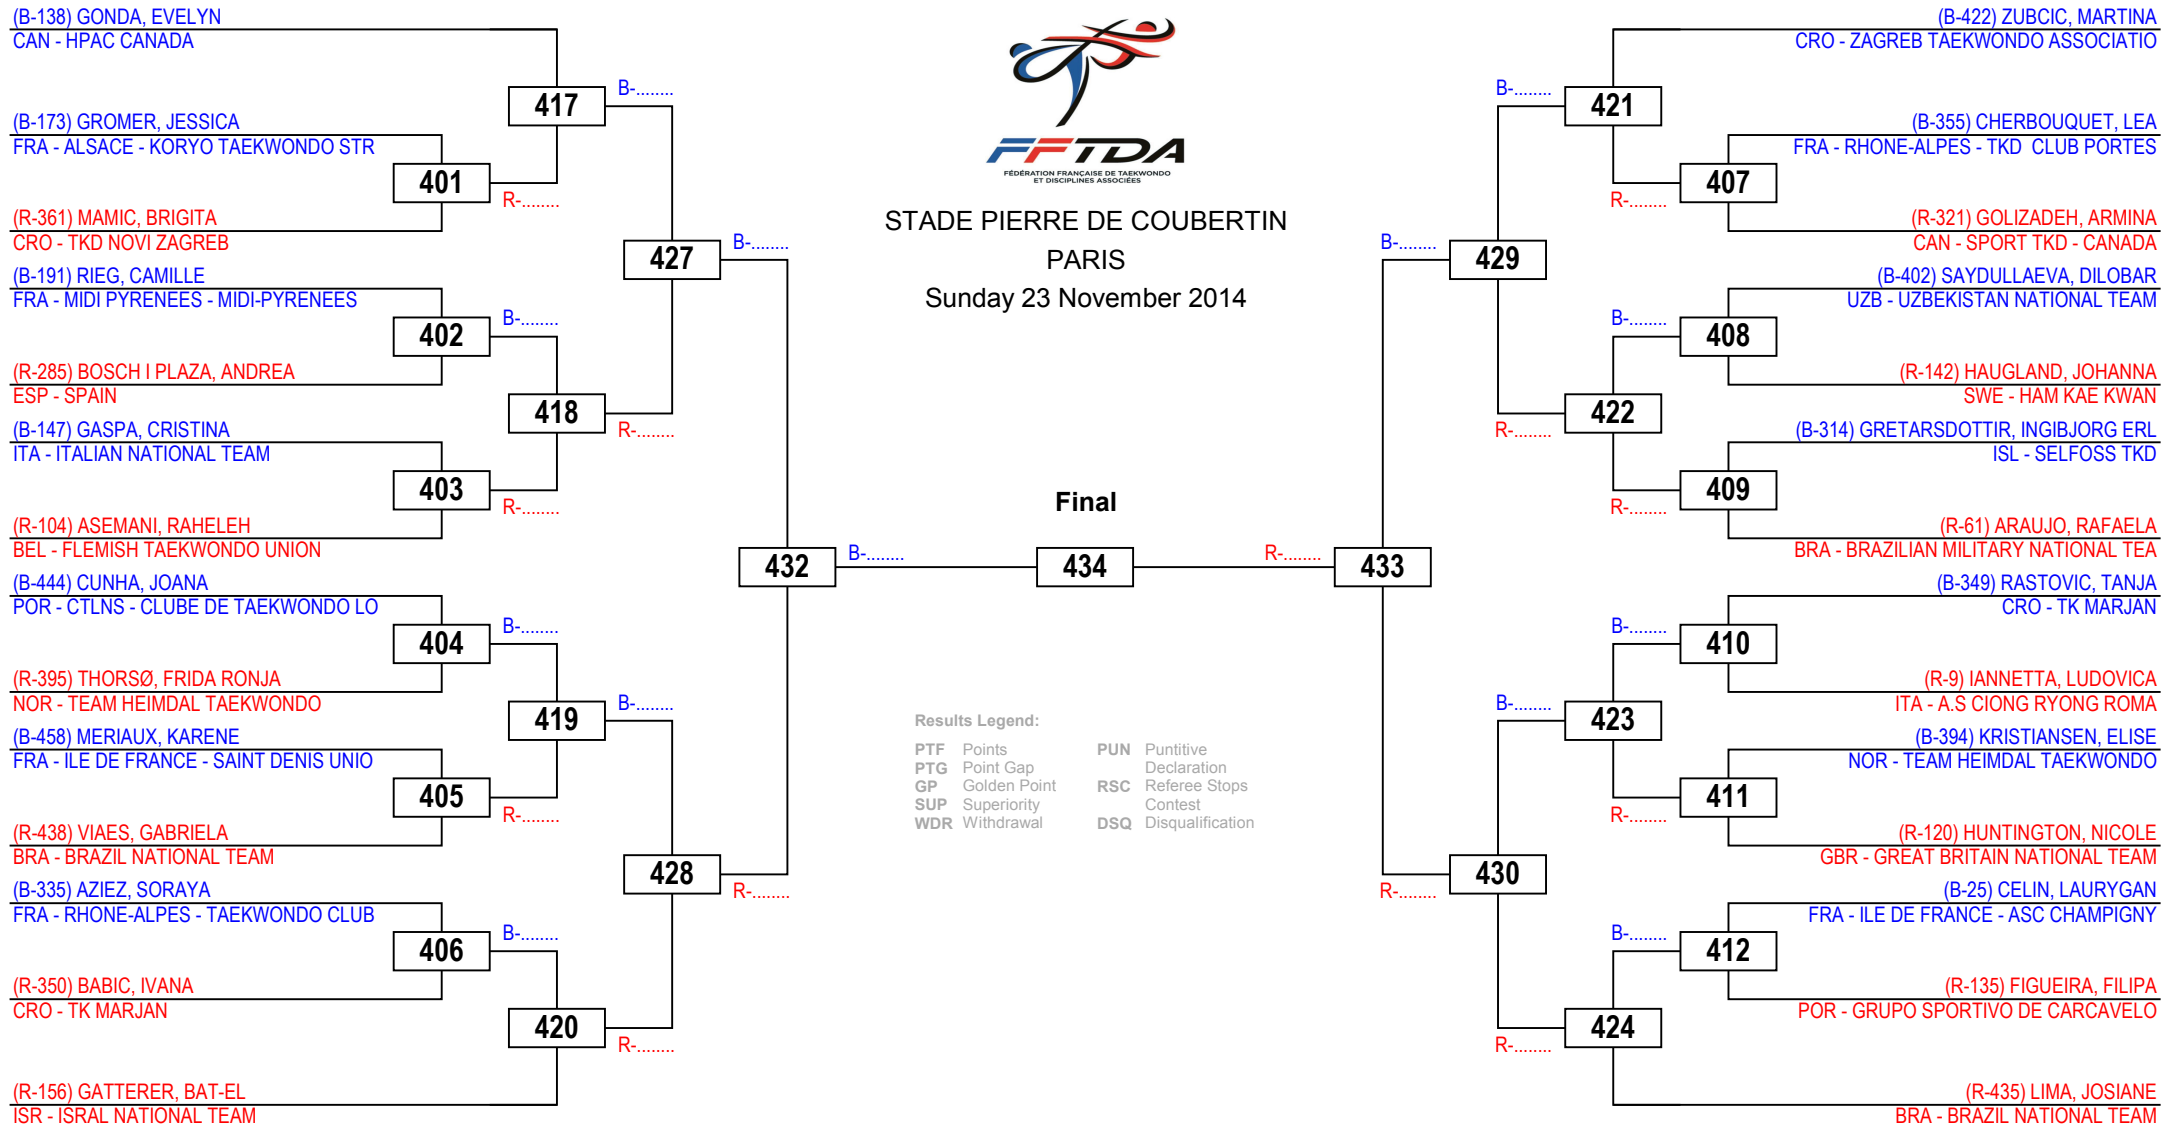 (B-138) GONDA, EVELYN
CAN - HPAC CANADA
417
B-........
(B-173) GROMER, JESSICA
FRA - ALSACE - KORYO TAEKWONDO STR
401
R-........
(R-361) MAMIC, BRIGITA
CRO - TKD NOVI ZAGREB
427
B-........
(B-191) RIEG, CAMILLE
FRA - MIDI PYRENEES - MIDI-PYRENEES
402
B-........
(R-285) BOSCH I PLAZA, ANDREA
ESP - SPAIN
418
R-........
(B-147) GASPA, CRISTINA
ITA - ITALIAN NATIONAL TEAM
403
R-........
(R-104) ASEMANI, RAHELEH
BEL - FLEMISH TAEKWONDO UNION
432
B-........
(B-444) CUNHA, JOANA
POR - CTLNS - CLUBE DE TAEKWONDO LO
404
B-........
(R-395) THORSØ, FRIDA RONJA
NOR - TEAM HEIMDAL TAEKWONDO
419
B-........
(B-458) MERIAUX, KARENE
FRA - ILE DE FRANCE - SAINT DENIS UNIO
405
R-........
(R-438) VIAES, GABRIELA
BRA - BRAZIL NATIONAL TEAM
428
R-........
(B-335) AZIEZ, SORAYA
FRA - RHONE-ALPES - TAEKWONDO CLUB
406
B-........
(R-350) BABIC, IVANA
CRO - TK MARJAN
420
R-........
(R-156) GATTERER, BAT-EL
ISR - ISRAL NATIONAL TEAM
FFTDA
FÉDÉRATION FRANÇAISE DE TAEKWONDO
ET DISCIPLINES ASSOCIÉES
STADE PIERRE DE COUBERTIN
PARIS
Sunday 23 November 2014
Final
434
Results Legend:
PTF Points
PTG Point Gap
GP Golden Point
SUP Superiority
WDR Withdrawal
PUN Puntitive
Declaration
RSC Referee Stops
Contest
DSQ Disqualification
(B-422) ZUBCIC, MARTINA
CRO - ZAGREB TAEKWONDO ASSOCIATIO
B-........
421
(B-355) CHERBOUQUET, LEA
FRA - RHONE-ALPES - TKD CLUB PORTES
407
R-........
(R-321) GOLIZADEH, ARMINA
CAN - SPORT TKD - CANADA
B-........
429
(B-402) SAYDULLAEVA, DILOBAR
UZB - UZBEKISTAN NATIONAL TEAM
B-........
408
(R-142) HAUGLAND, JOHANNA
SWE - HAM KAE KWAN
422
R-........
(B-314) GRETARSDOTTIR, INGIBJORG ERL
ISL - SELFOSS TKD
409
R-........
(R-61) ARAUJO, RAFAELA
BRA - BRAZILIAN MILITARY NATIONAL TEA
R-........
433
(B-349) RASTOVIC, TANJA
CRO - TK MARJAN
B-........
410
(R-9) IANNETTA, LUDOVICA
ITA - A.S CIONG RYONG ROMA
B-........
423
(B-394) KRISTIANSEN, ELISE
NOR - TEAM HEIMDAL TAEKWONDO
411
R-........
(R-120) HUNTINGTON, NICOLE
GBR - GREAT BRITAIN NATIONAL TEAM
430
R-........
(B-25) CELIN, LAURYGAN
FRA - ILE DE FRANCE - ASC CHAMPIGNY
B-........
412
(R-135) FIGUEIRA, FILIPA
POR - GRUPO SPORTIVO DE CARCAVELO
424
R-........
(R-435) LIMA, JOSIANE
BRA - BRAZIL NATIONAL TEAM